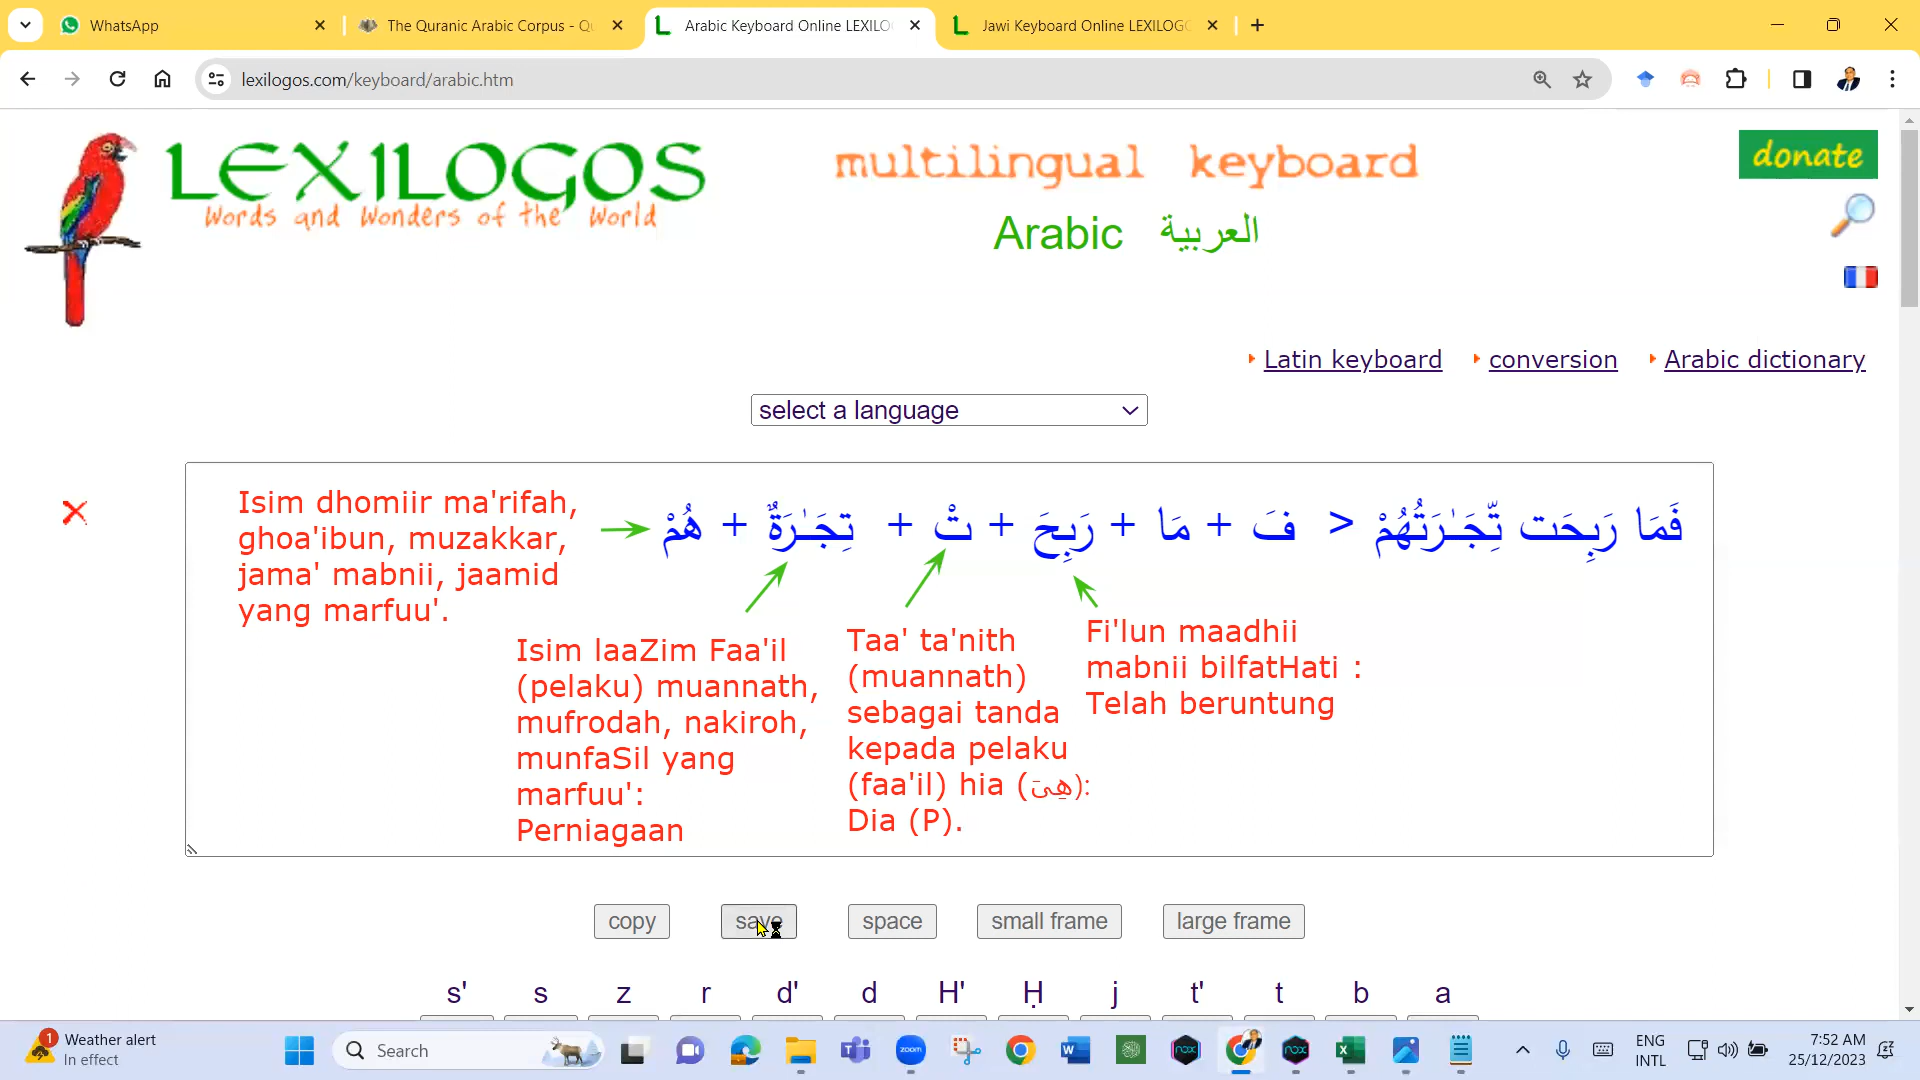 WhatsApp
The Quranic Arabic Corpus - Qu
Arabic Keyboard Online LEXILO
Jawi Keyboard Online LEXILOGO
lexilogos.com/keyboard/arabic.htm
LEXILOGOS
Words and Wonders of the World
multilingual keyboard
Arabic العربية
donate
Latin keyboard
conversion
Arabic dictionary
select a language
فَمَا رَبِحَت تِّجَـٰرَتُهُمْ > فَ + مَا + رَبِحَ + تْ + تِجَـٰرَةٌ + هُمْ
Isim dhomiir ma'rifah,
ghoa'ibun, muzakkar,
jama' mabnii, jaamid
yang marfuu'.
Isim laaZim Faa'il
(pelaku) muannath,
mufrodah, nakiroh,
munfaSil yang
marfuu':
Perniagaan
Taa' ta'nith
(muannath)
sebagai tanda
kepada pelaku
(faa'il) hia (هِىَ):
Dia (P).
Fi'lun maadhii
mabnii bilfatHati :
Telah beruntung
copy
save
space
small frame
large frame
s' s z r d' d H' Ḥ j t' t b a
1
Weather alert
In effect
Search
zoom
nox
nox
ENG
INTL
7:52 AM
25/12/2023